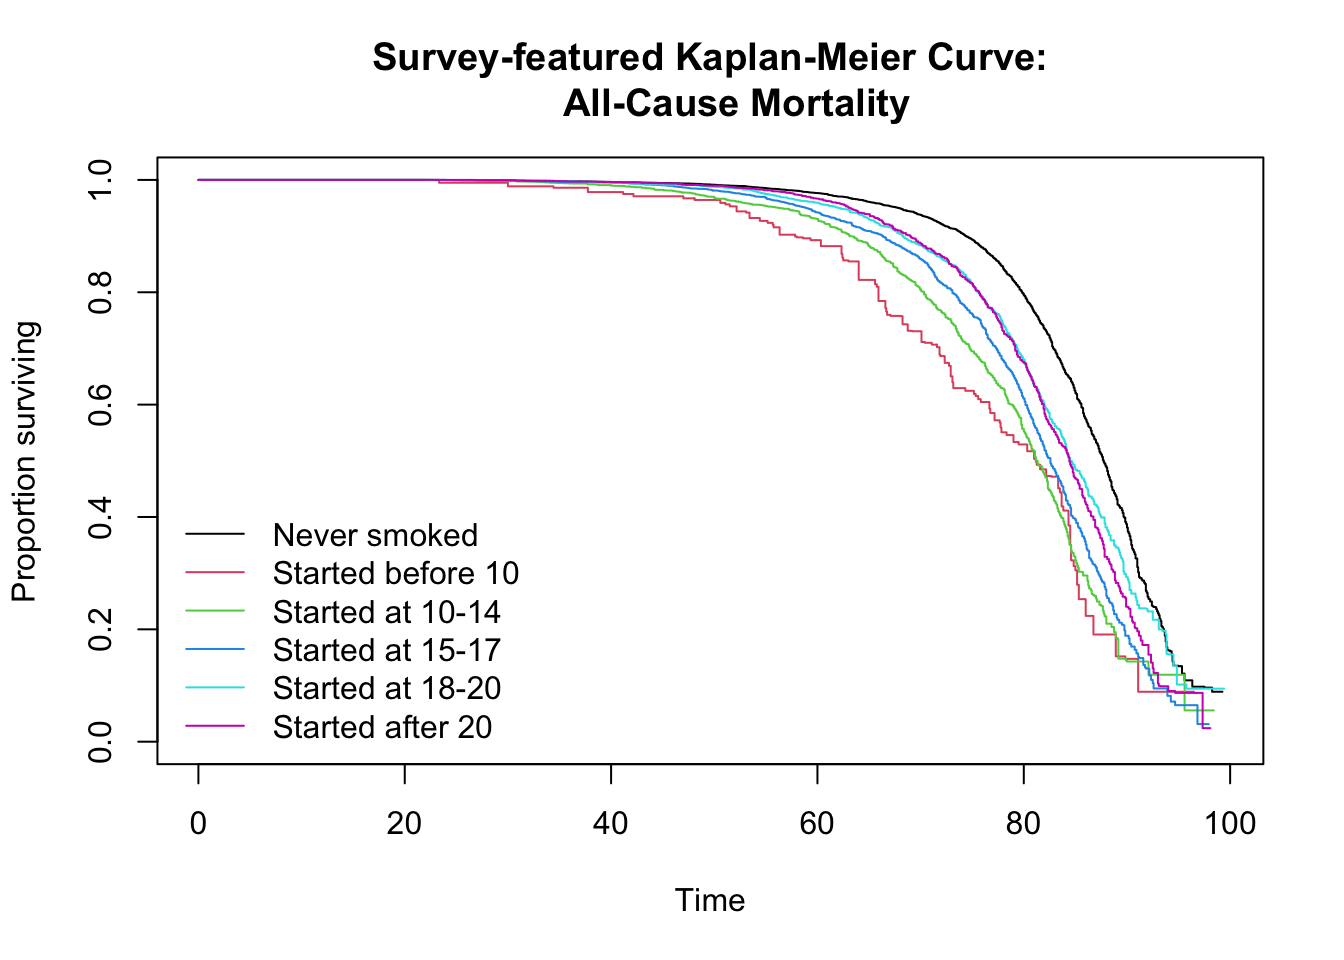 Survey-featured Kaplan-Meier Curve:
All-Cause Mortality
Proportion surviving
1.0
0.8
0.6
0.4
0.2
0.0
Never smoked
Started before 10
Started at 10-14
Started at 15-17
Started at 18-20
Started after 20
0 20 40 60 80 100
Time